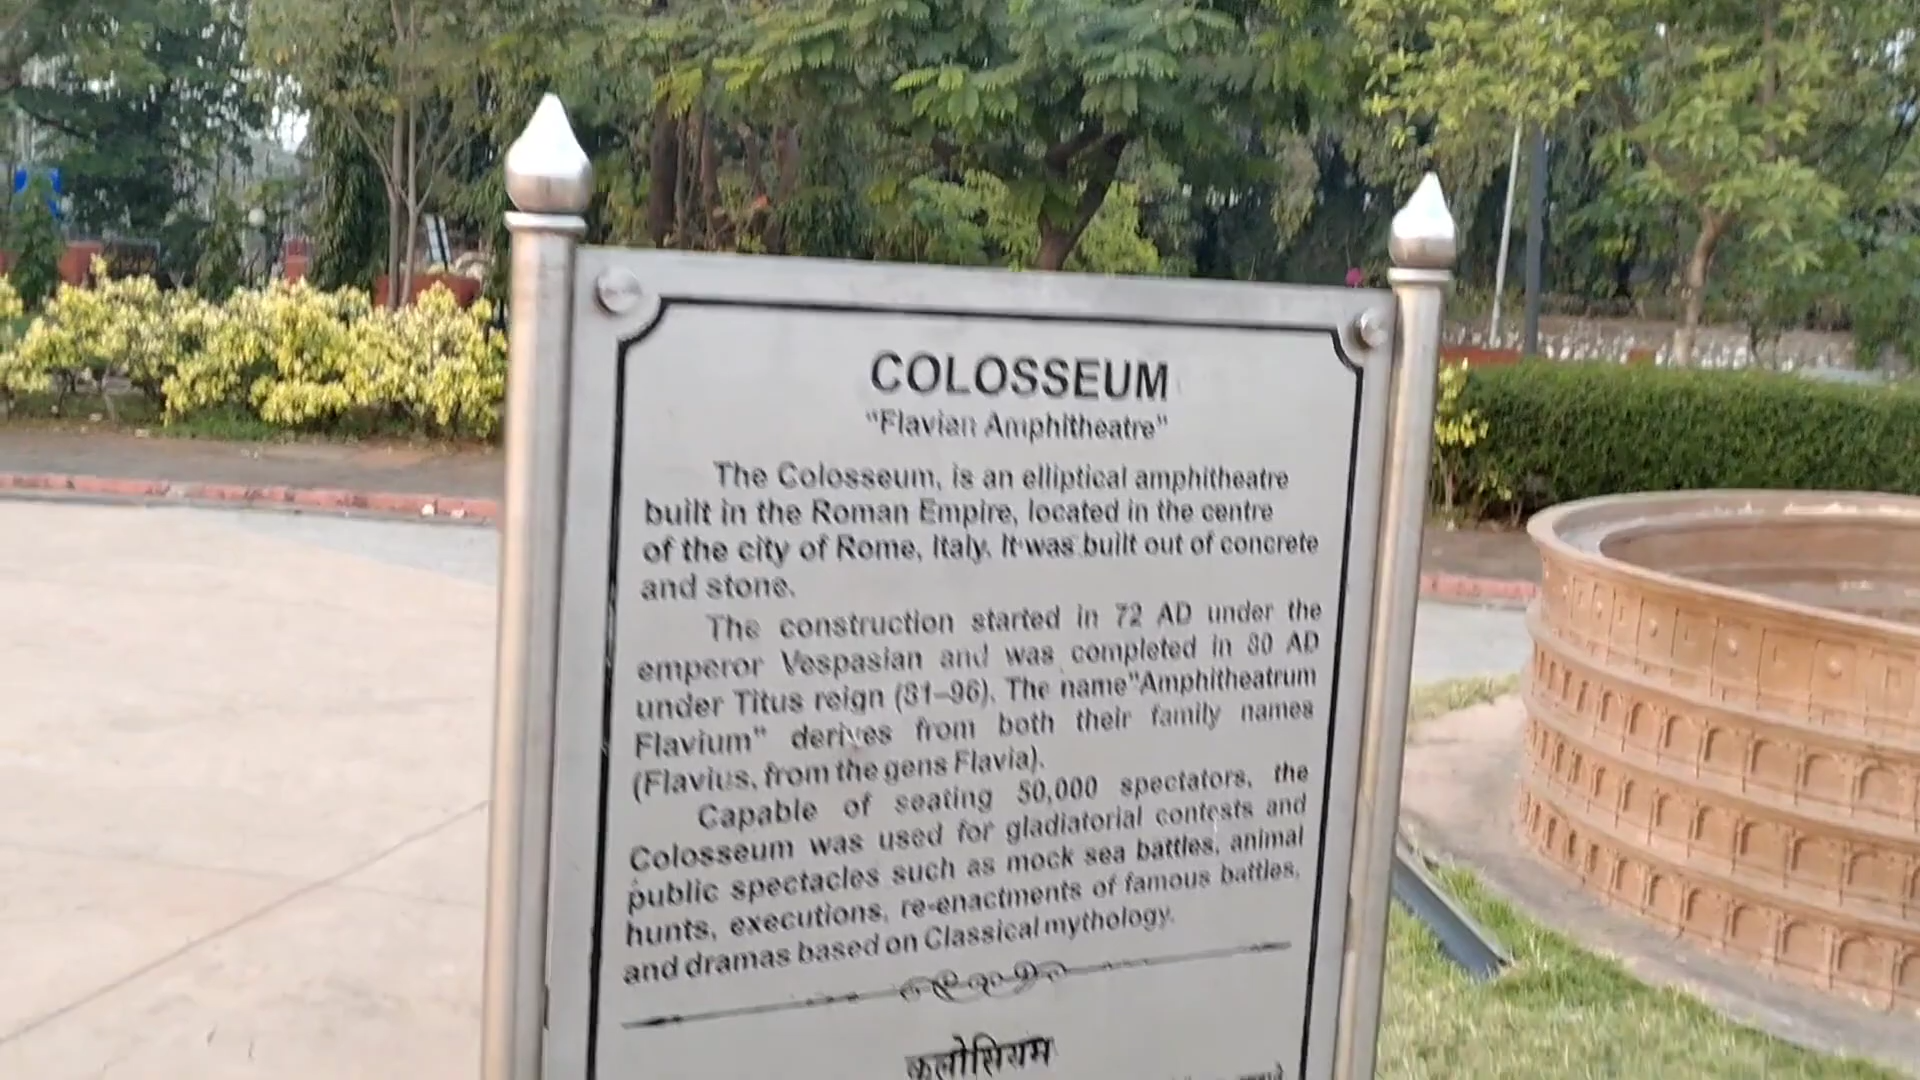 COLOSSEUM
"Flavian Amphitheatre"
The Colosseum, is an elliptical amphitheatre
built in the Roman Empire, located in the centre
of the city of Rome, Italy. It was built out of concrete
and stone.
The construction started in 72 AD under the
emperor Vespasian and was completed in 80 AD
under Titus reign (81–96). The name"Amphitheatrum
Flavium" derives from both their family names
(Flavius, from the gens Flavia).
Capable of seating 50,000 spectators, the
Colosseum was used for gladiatorial contests and
public spectacles such as mock sea battles, animal
hunts, executions, re-enactments of famous battles,
and dramas based on Classical mythology.
कलोसियम